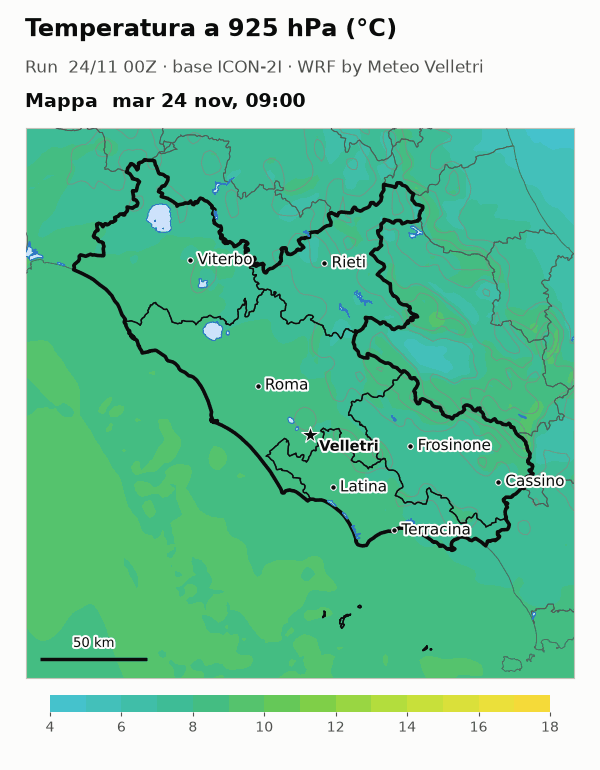 Temperatura a 925 hPa (°C)
Run  24/11 00Z · base ICON-2I · WRF by Meteo Velletri
Mappa  mar 24 nov, 09:00
Viterbo
Rieti
Roma
Velletri
Frosinone
Cassino
Latina
Terracina
50 km
4 6 8 10 12 14 16 18